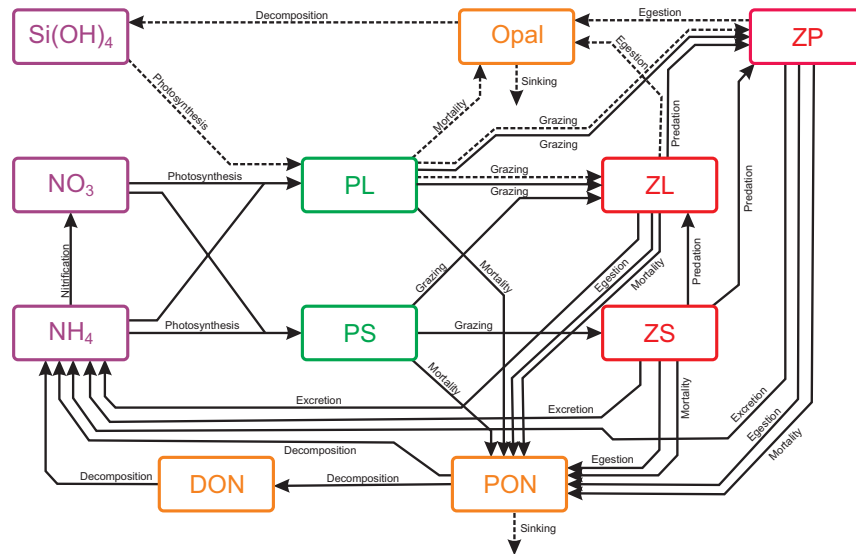 Decomposition
Egestion
Si(OH)4
Opal
ZP
Egestion
Photosynthesis
Mortality
Sinking
Grazing
Grazing
Predation
Predation
NO3
Photosynthesis
PL
Grazing
Grazing
ZL
Nitrification
Grazing
Mortality
Egestion
Mortality
Predation
NH4
Photosynthesis
PS
Grazing
ZS
Mortality
Mortality
Excretion
Excretion
Excretion
Egestion
Mortality
Decomposition
Egestion
Decomposition
DON
Decomposition
PON
Sinking